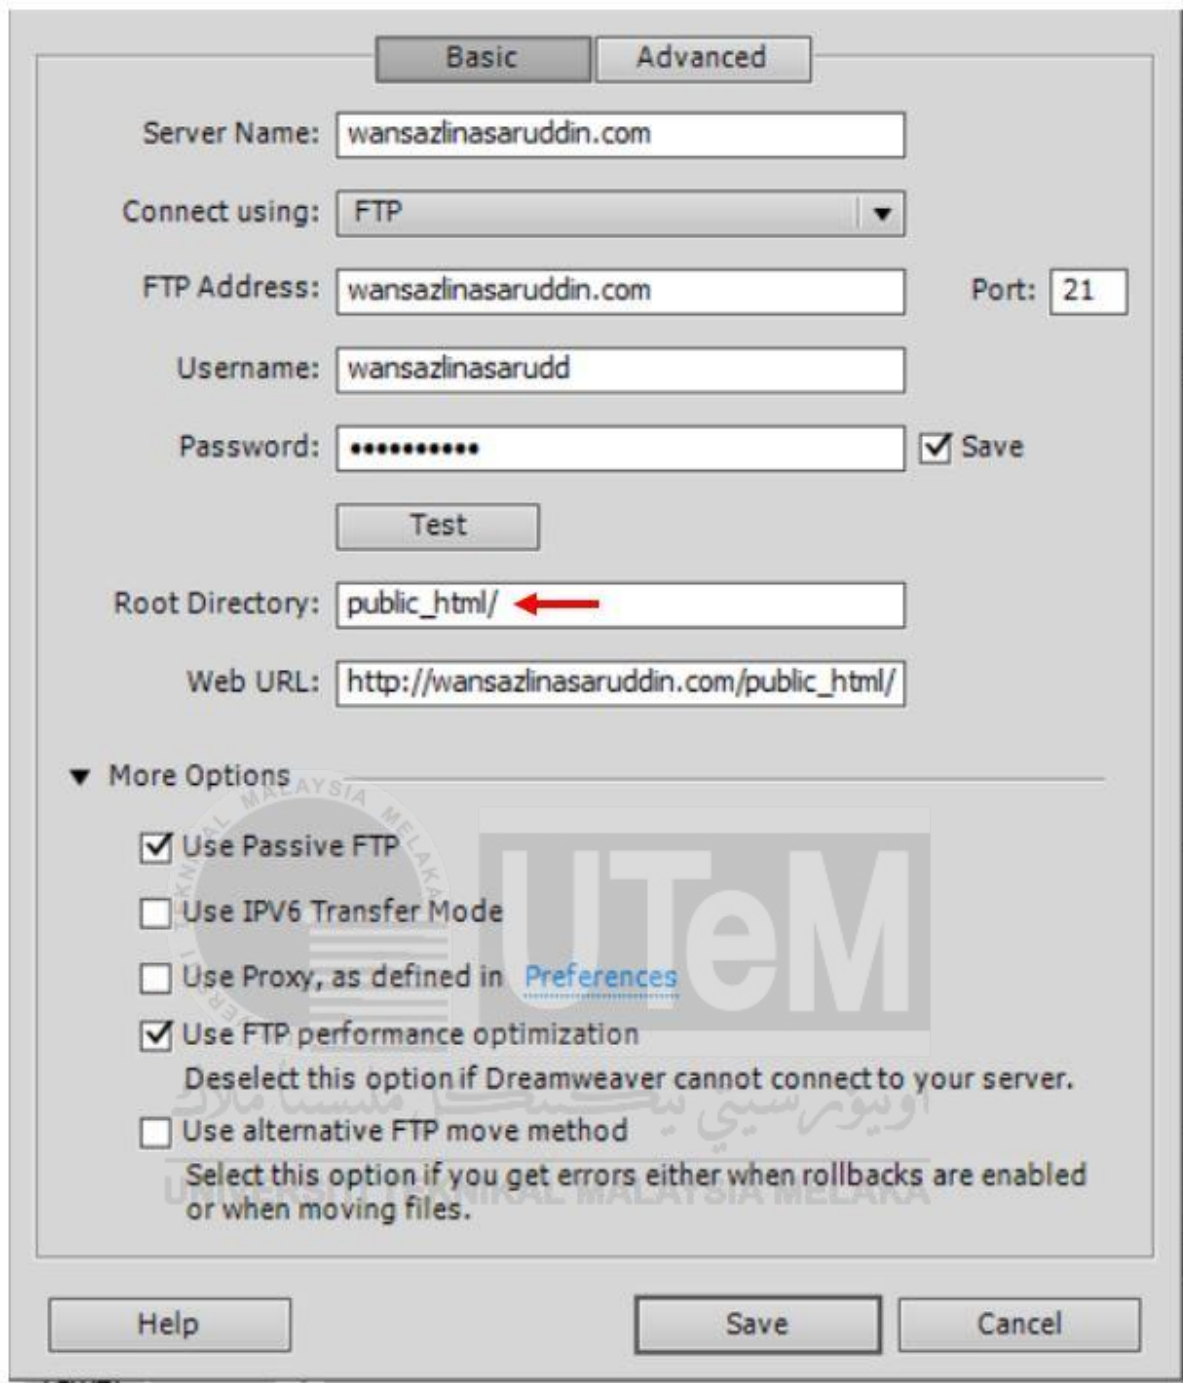 Basic Advanced
Server Name: wansazlinasaruddin.com
Connect using: FTP
FTP Address: wansazlinasaruddin.com Port: 21
Username: wansazlinasarudd
Password: •••••••••• Save
Test
Root Directory: public_html/
Web URL: http://wansazlinasaruddin.com/public_html/
More Options
Use Passive FTP
Use IPV6 Transfer Mode
Use Proxy, as defined in Preferences
Use FTP performance optimization
Deselect this option if Dreamweaver cannot connect to your server.
Use alternative FTP move method
Select this option if you get errors either when rollbacks are enabled
or when moving files.
Help Save Cancel
UTeM
UNIVERSITI TEKNIKAL MALAYSIA MELAKA